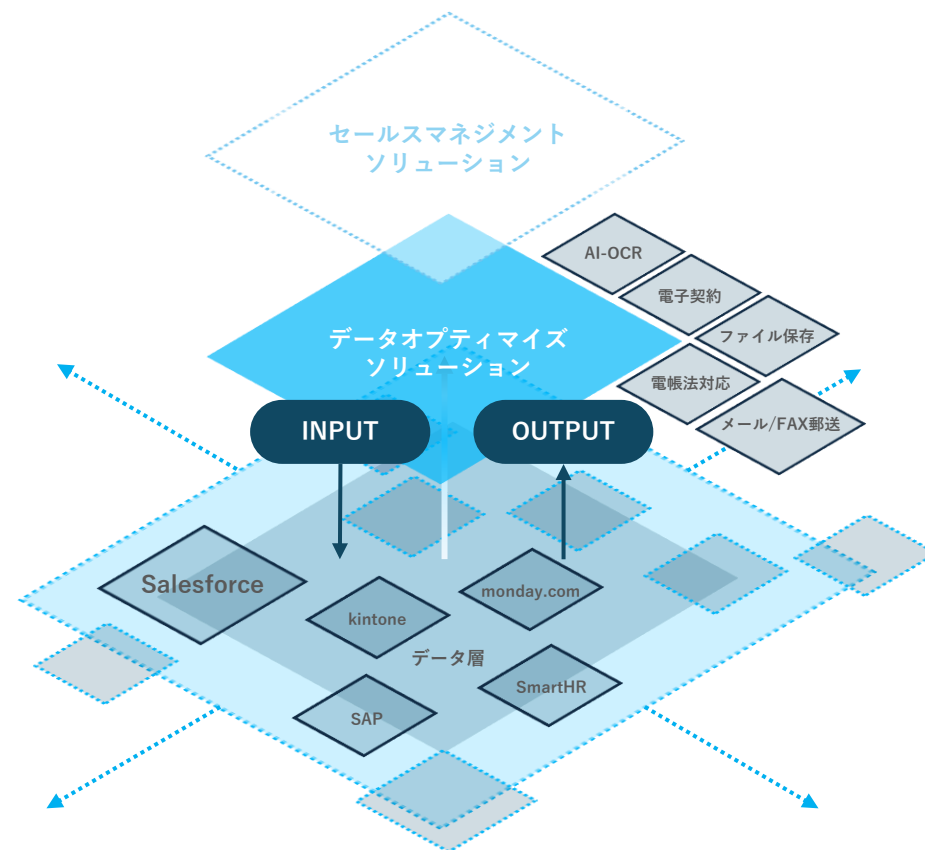 セールスマネジメント
ソリューション
AI-OCR
電子契約
ファイル保存
データオプティマイズ
ソリューション
電帳法対応
メール/FAX郵送
INPUT
OUTPUT
Salesforce
monday.com
kintone
データ層
SmartHR
SAP